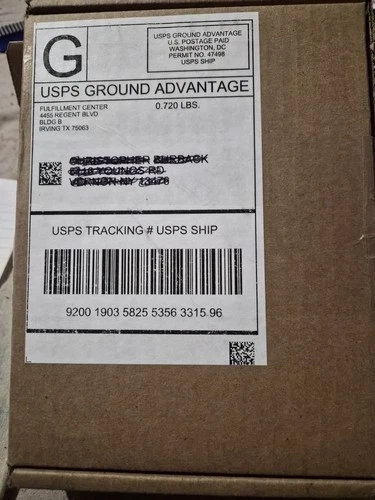 G
USPS GROUND ADVANTAGE
U.S. POSTAGE PAID
WASHINGTON, DC
PERMIT NO. 47498
USPS SHIP
USPS GROUND ADVANTAGE
FULFILLMENT CENTER
0.720 LBS.
4455 REGENT BLVD
BLDG B
IRVING TX 75063
USPS TRACKING # USPS SHIP
9200 1903 5825 5356 3315 96